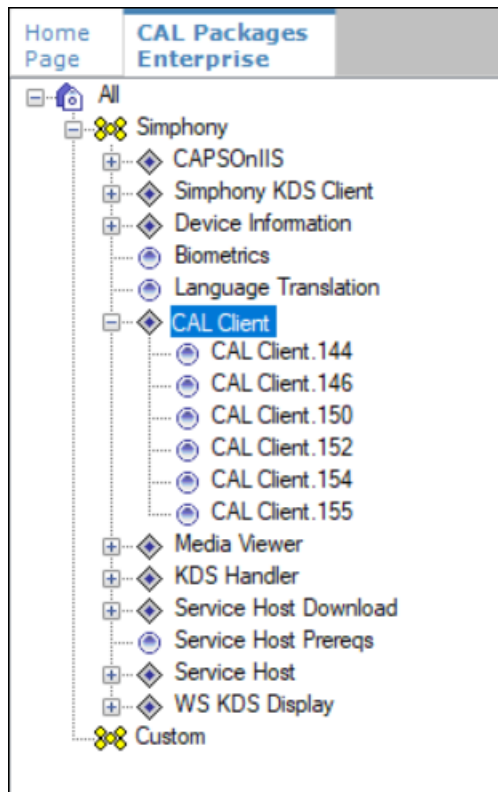 Home
Page
CAL Packages
Enterprise
All
Simphony
CAPSOnIIS
Simphony KDS Client
Device Information
Biometrics
Language Translation
CAL Client
CAL Client.144
CAL Client.146
CAL Client.150
CAL Client.152
CAL Client.154
CAL Client.155
Media Viewer
KDS Handler
Service Host Download
Service Host Prereqs
Service Host
WS KDS Display
Custom